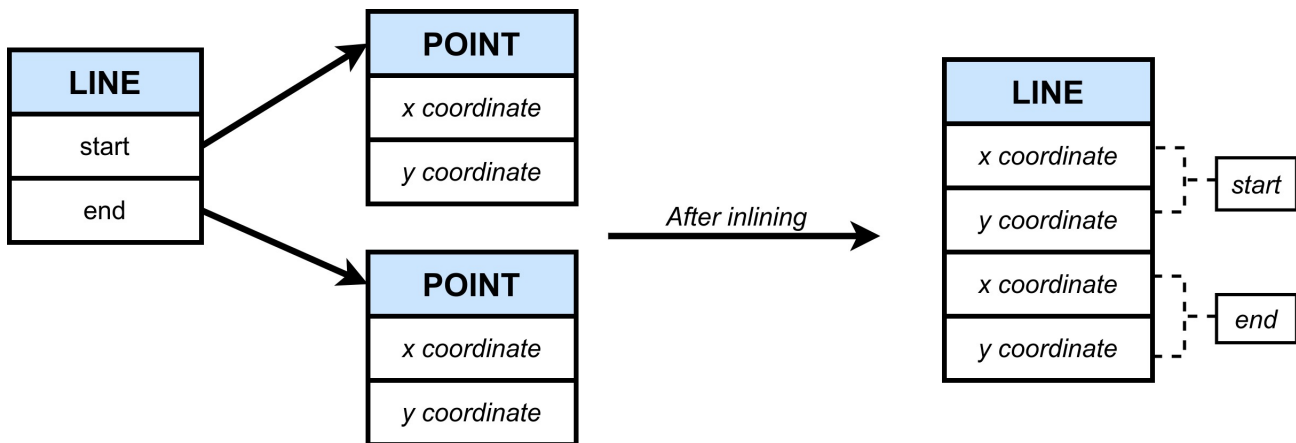 LINE
start
end
POINT
x coordinate
y coordinate
POINT
x coordinate
y coordinate
After inlining
LINE
x coordinate
y coordinate
x coordinate
y coordinate
start
end